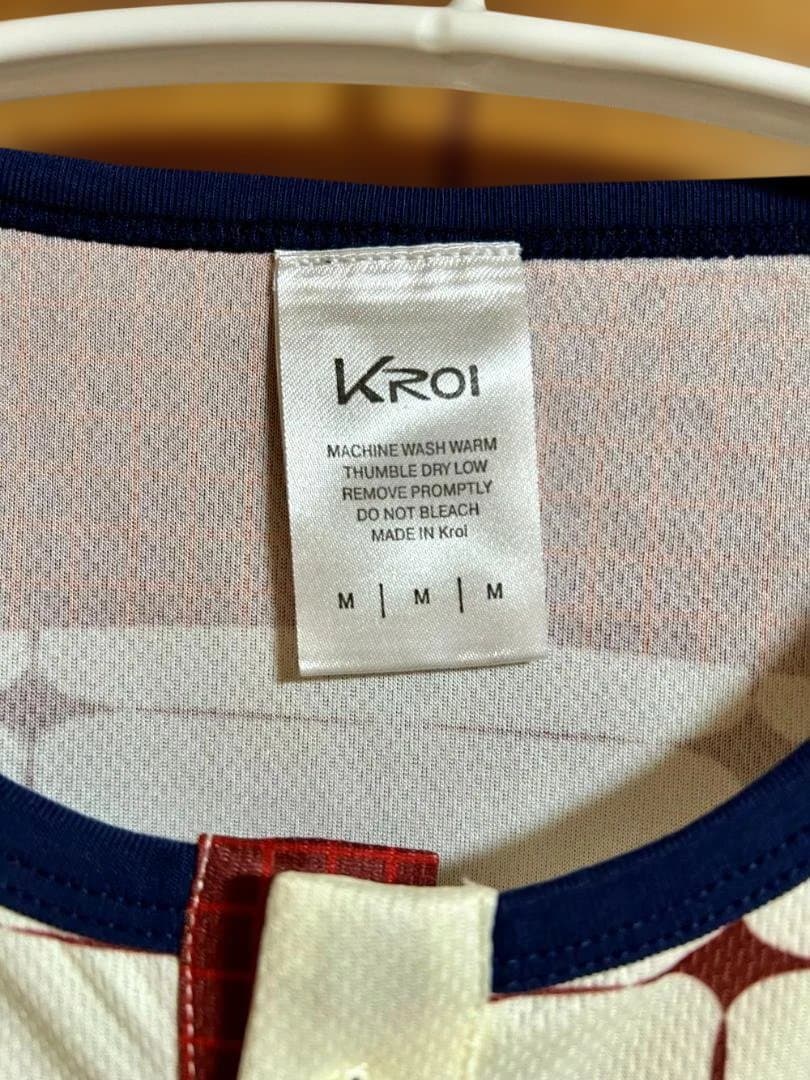 KROI
MACHINE WASH WARM
THUMBLE DRY LOW
REMOVE PROMPTLY
DO NOT BLEACH
MADE IN Kroi
M | M | M